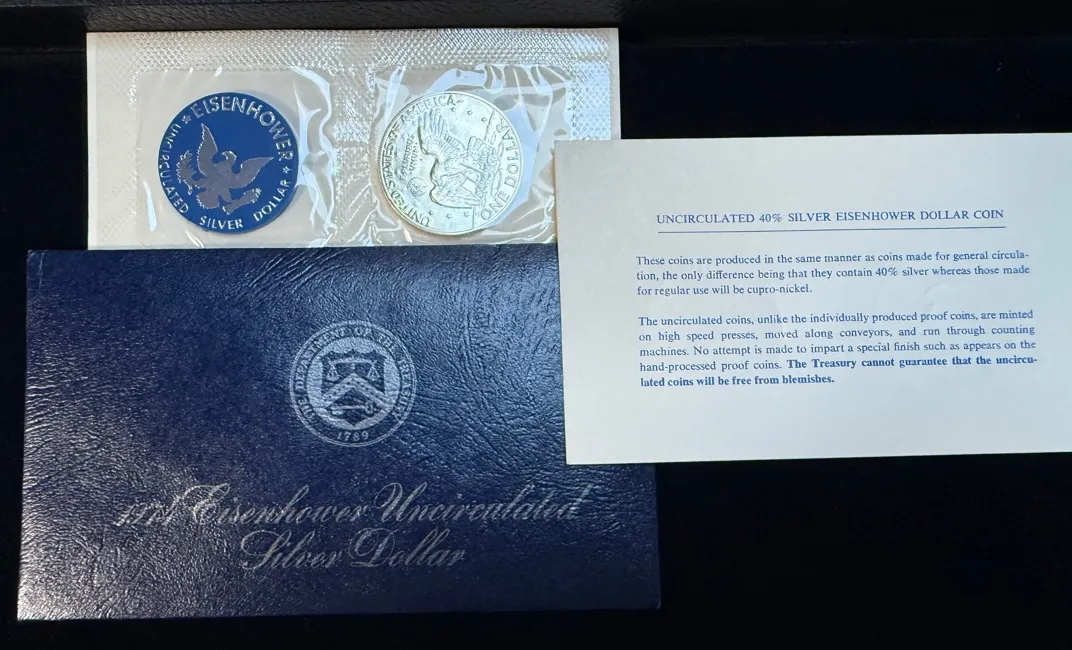 EISENHOWER
UNCIRCULATED SILVER DOLLAR
UNITED STATES OF AMERICA
ONE DOLLAR
UNCIRCULATED 40% SILVER EISENHOWER DOLLAR COIN
These coins are produced in the same manner as coins made for general circula-
tion, the only difference being that they contain 40% silver whereas those made
for regular use will be cupro-nickel.
The uncirculated coins, unlike the individually produced proof coins, are minted
on high speed presses, moved along conveyors, and run through counting
machines. No attempt is made to impart a special finish such as appears on the
hand-processed proof coins. The Treasury cannot guarantee that the uncircu-
lated coins will be free from blemishes.
1789
1971 Eisenhower Uncirculated
Silver Dollar